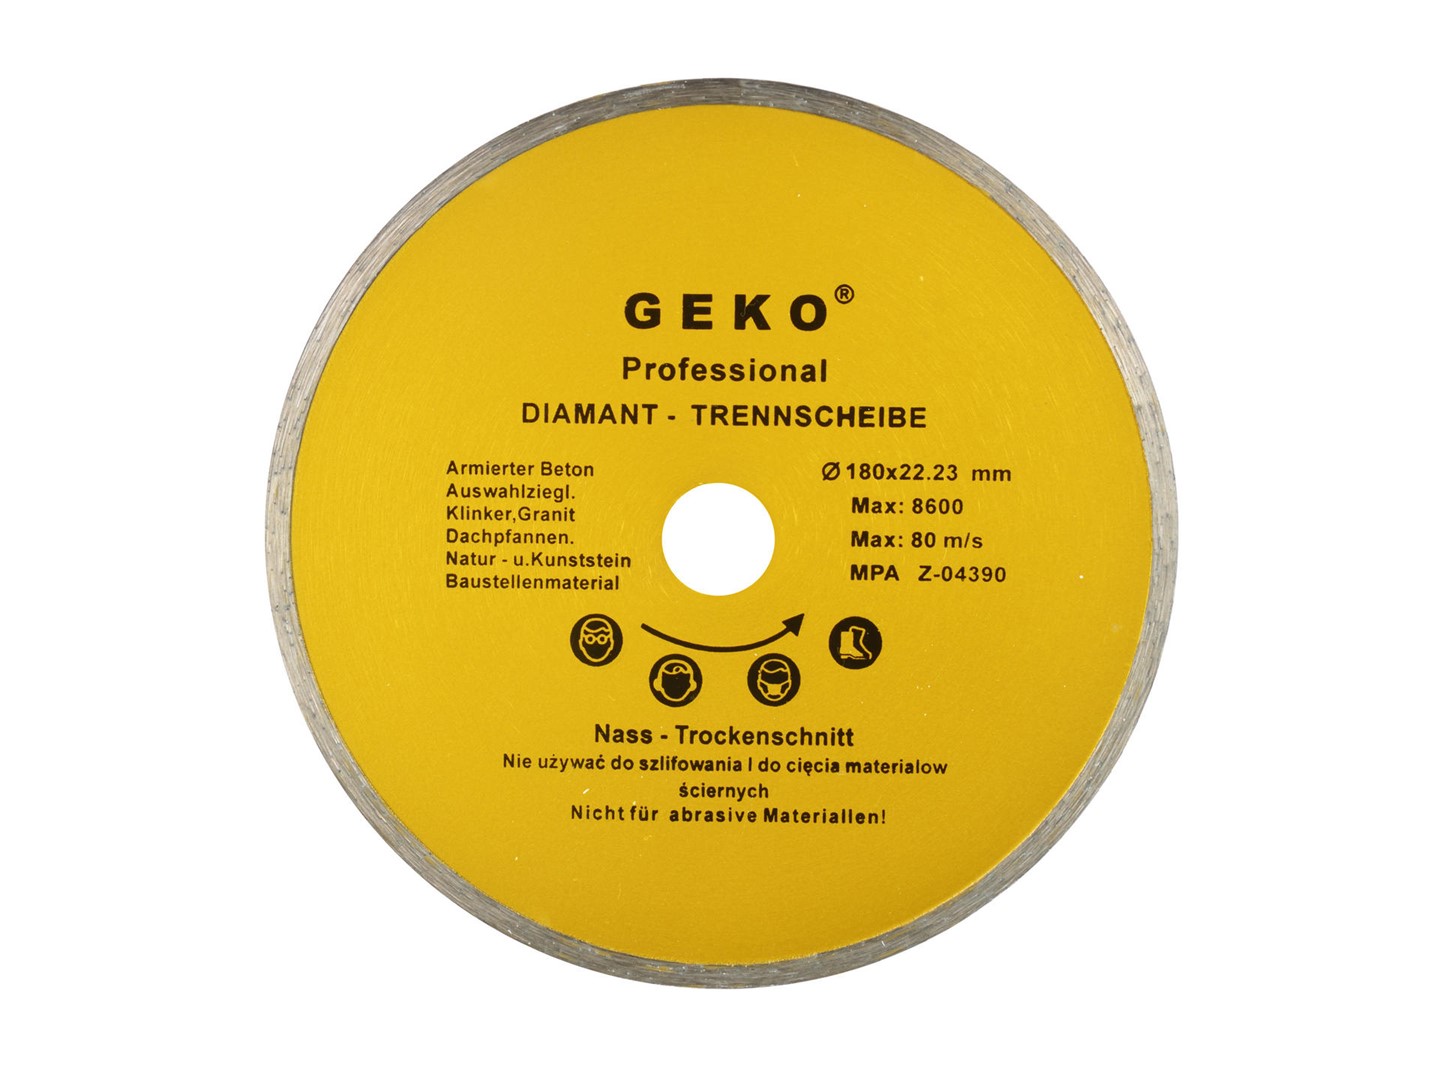 GEKO®
Professional
DIAMANT - TRENNSCHEIBE
Armierter Beton
Auswahlziegl.
Klinker,Granit
Dachpfannen.
Natur - u.Kunststein
Baustellenmaterial
Ø 180x22.23 mm
Max: 8600
Max: 80 m/s
MPA Z-04390
Nass - Trockenschnitt
Nie używać do szlifowania I do cięcia materialow
ściernych
Nicht für abrasive Materiallen!